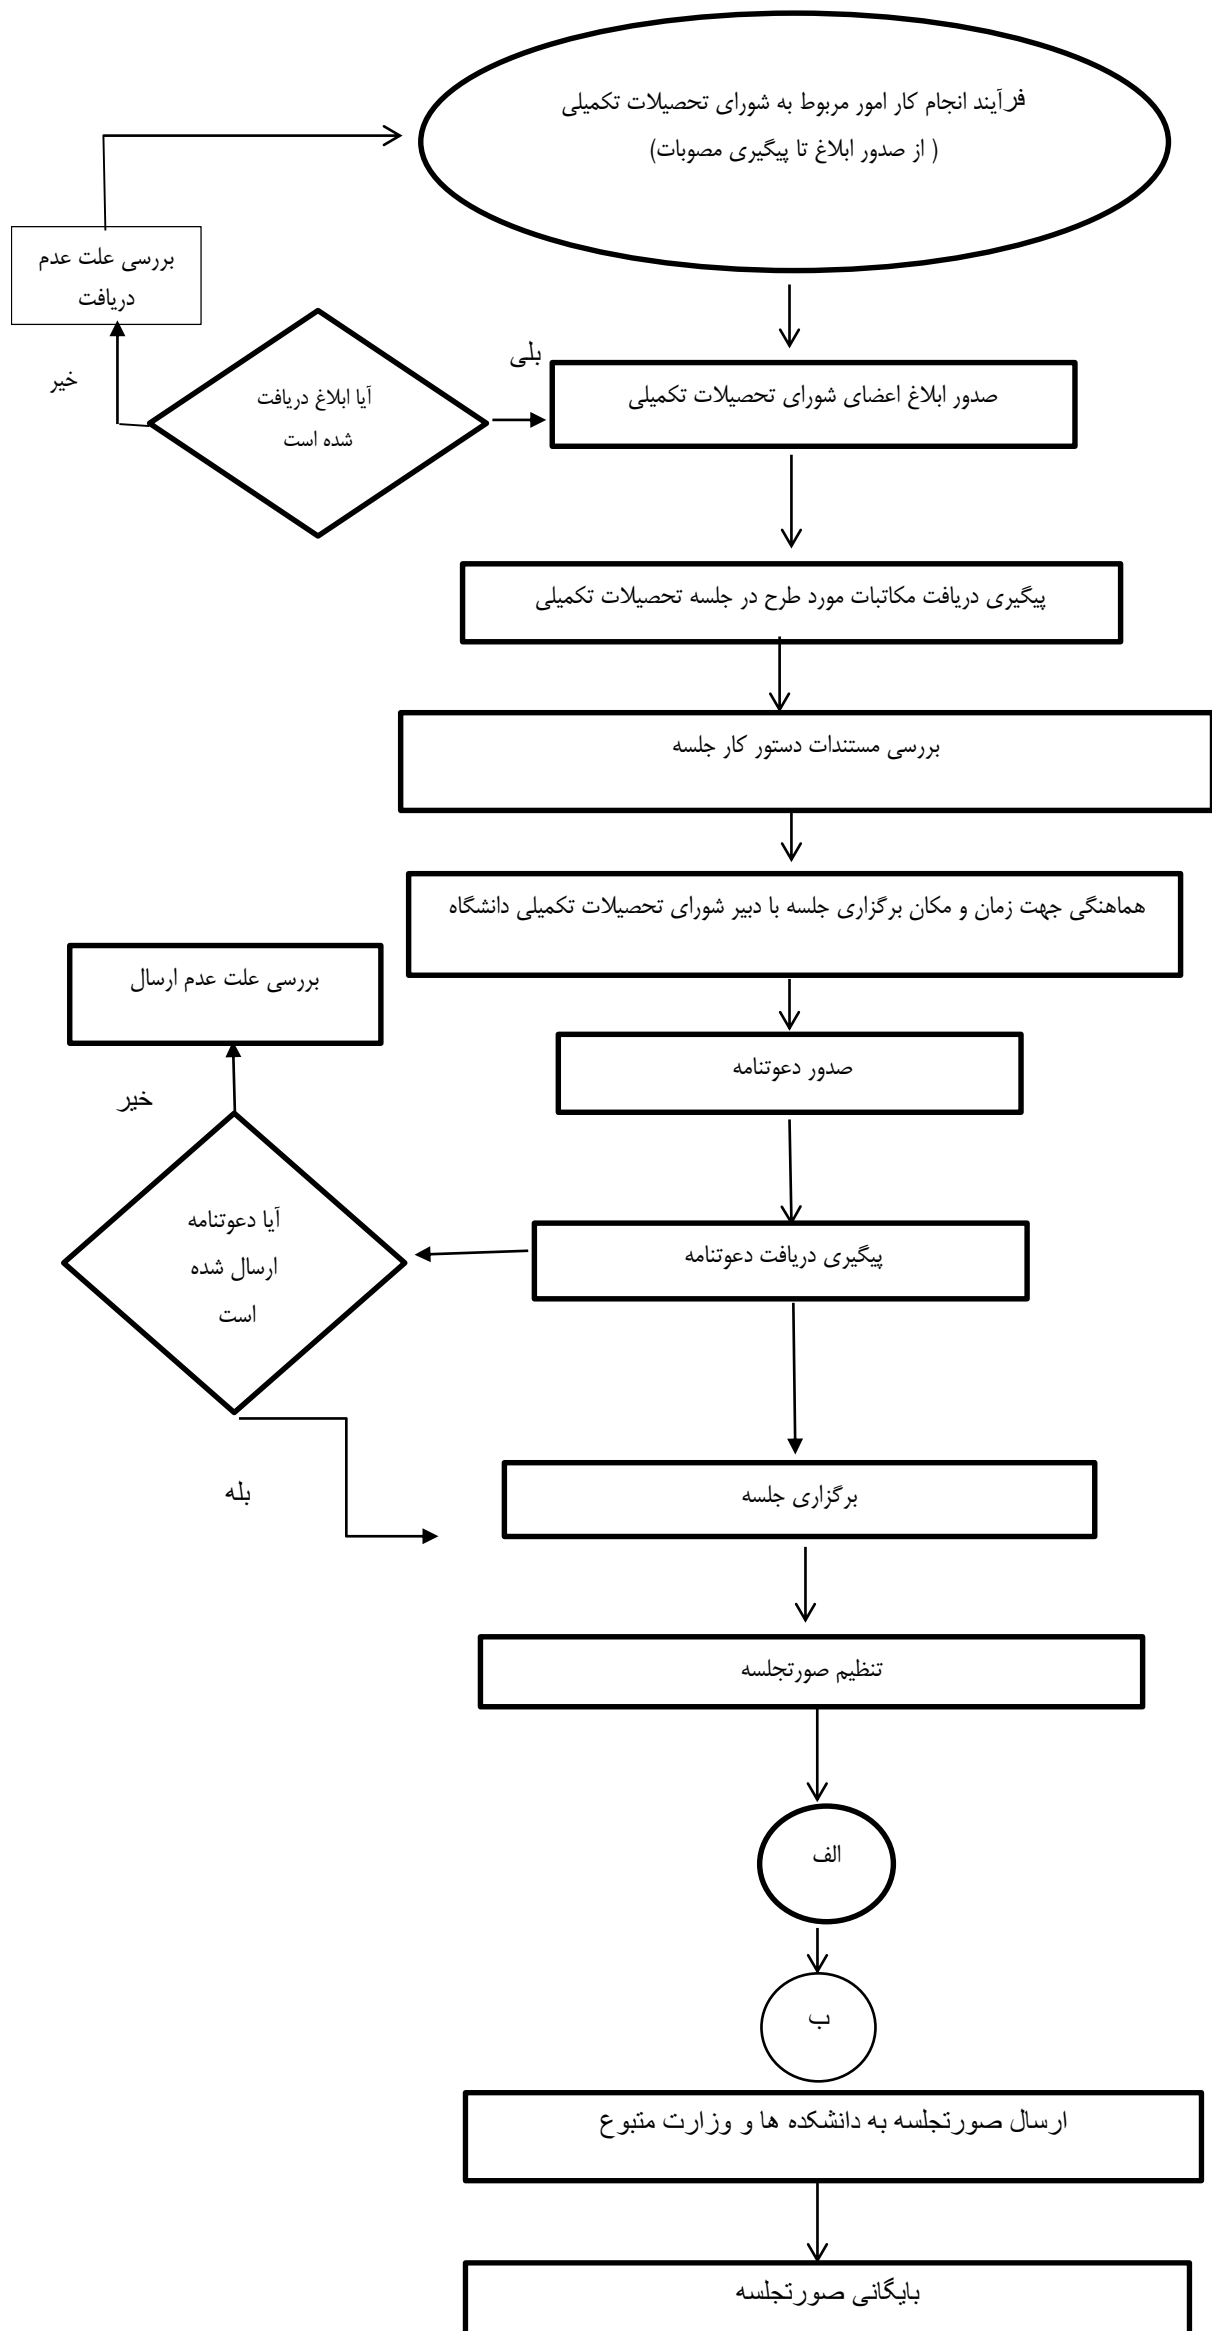 فرآیند انجام کار امور مربوط به شورای تحصیلات تکمیلی
( از صدور ابلاغ تا پیگیری مصوبات)
بررسی علت عدم
دریافت
خیر
آیا ابلاغ دریافت
شده است
بلی
صدور ابلاغ اعضای شورای تحصیلات تکمیلی
پیگیری دریافت مکاتبات مورد طرح در جلسه تحصیلات تکمیلی
بررسی مستندات دستور کار جلسه
هماهنگی جهت زمان و مکان برگزاری جلسه با دبیر شورای تحصیلات تکمیلی دانشگاه
بررسی علت عدم ارسال
صدور دعوتنامه
خیر
آیا دعوتنامه
ارسال شده
است
پیگیری دریافت دعوتنامه
بله
برگزاری جلسه
تنظیم صورتجلسه
الف
ب
ارسال صورتجلسه به دانشکده ها و وزارت متبوع
بایگانی صورتجلسه